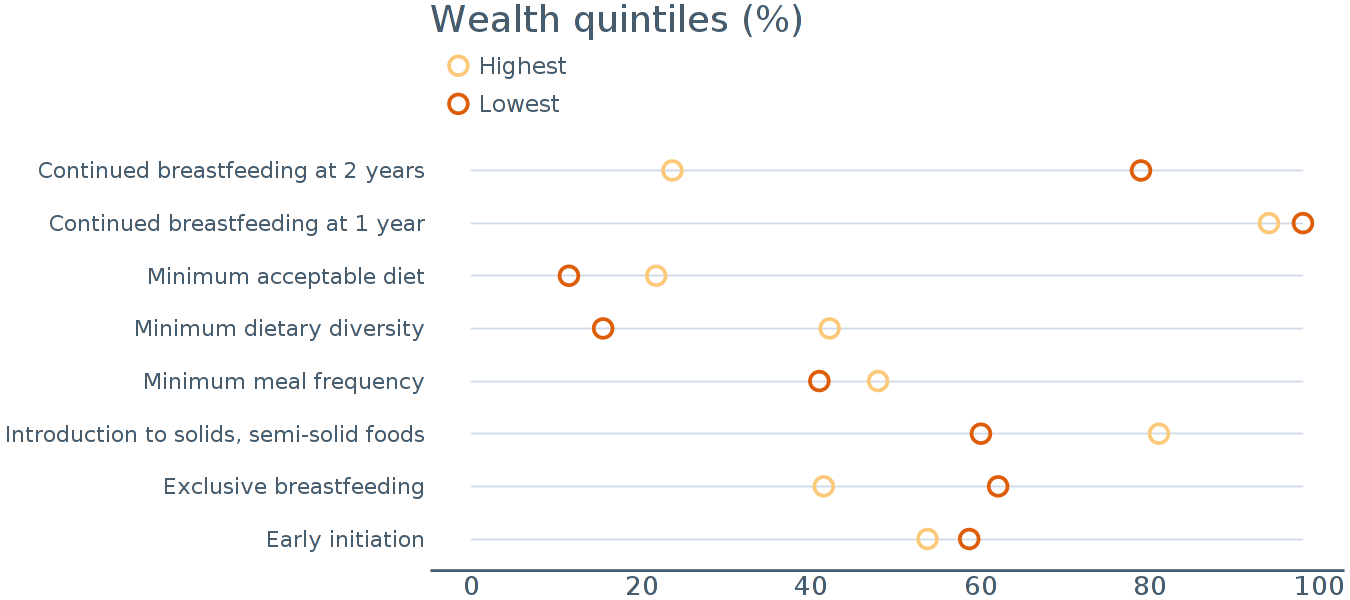 Wealth quintiles (%)
Highest
Lowest
Continued breastfeeding at 2 years
Continued breastfeeding at 1 year
Minimum acceptable diet
Minimum dietary diversity
Minimum meal frequency
Introduction to solids, semi-solid foods
Exclusive breastfeeding
Early initiation
0 20 40 60 80 100